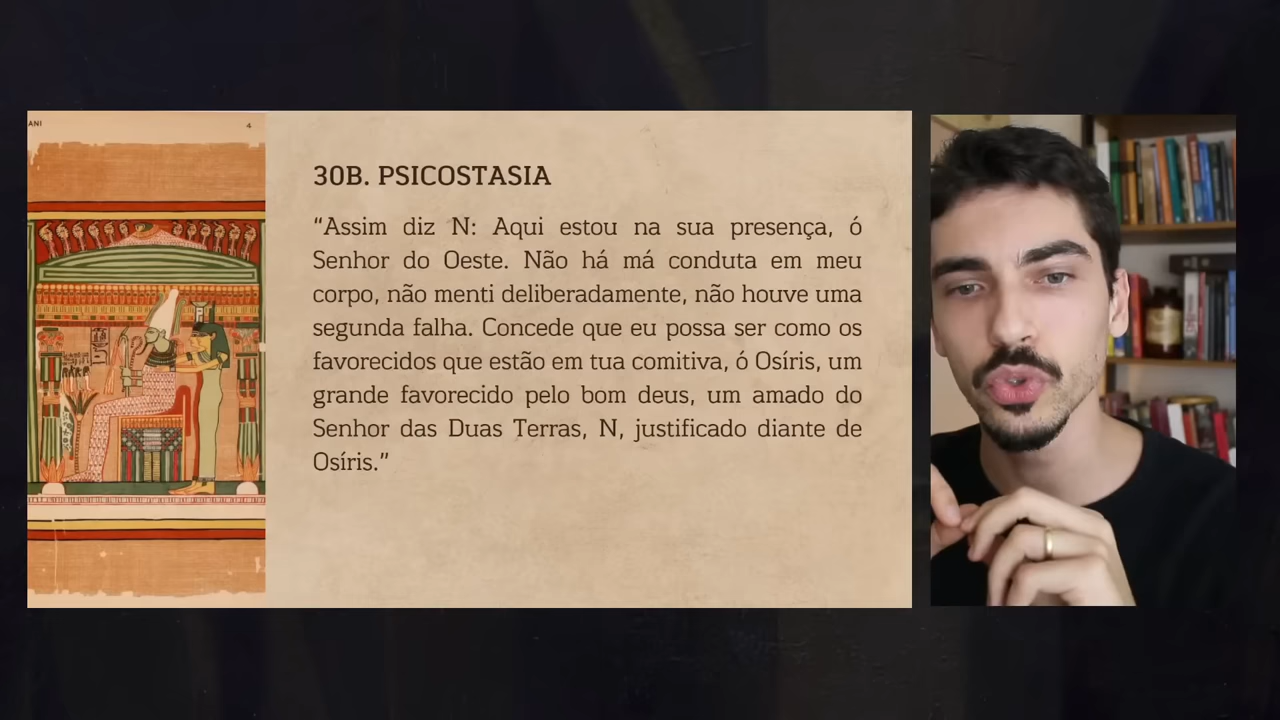 ANI
4
30B. PSICOSTASIA
“Assim diz N: Aqui estou na sua presença, ó
Senhor do Oeste. Não há má conduta em meu
corpo, não menti deliberadamente, não houve uma
segunda falha. Concede que eu possa ser como os
favorecidos que estão em tua comitiva, ó Osíris, um
grande favorecido pelo bom deus, um amado do
Senhor das Duas Terras, N, justificado diante de
Osíris.”